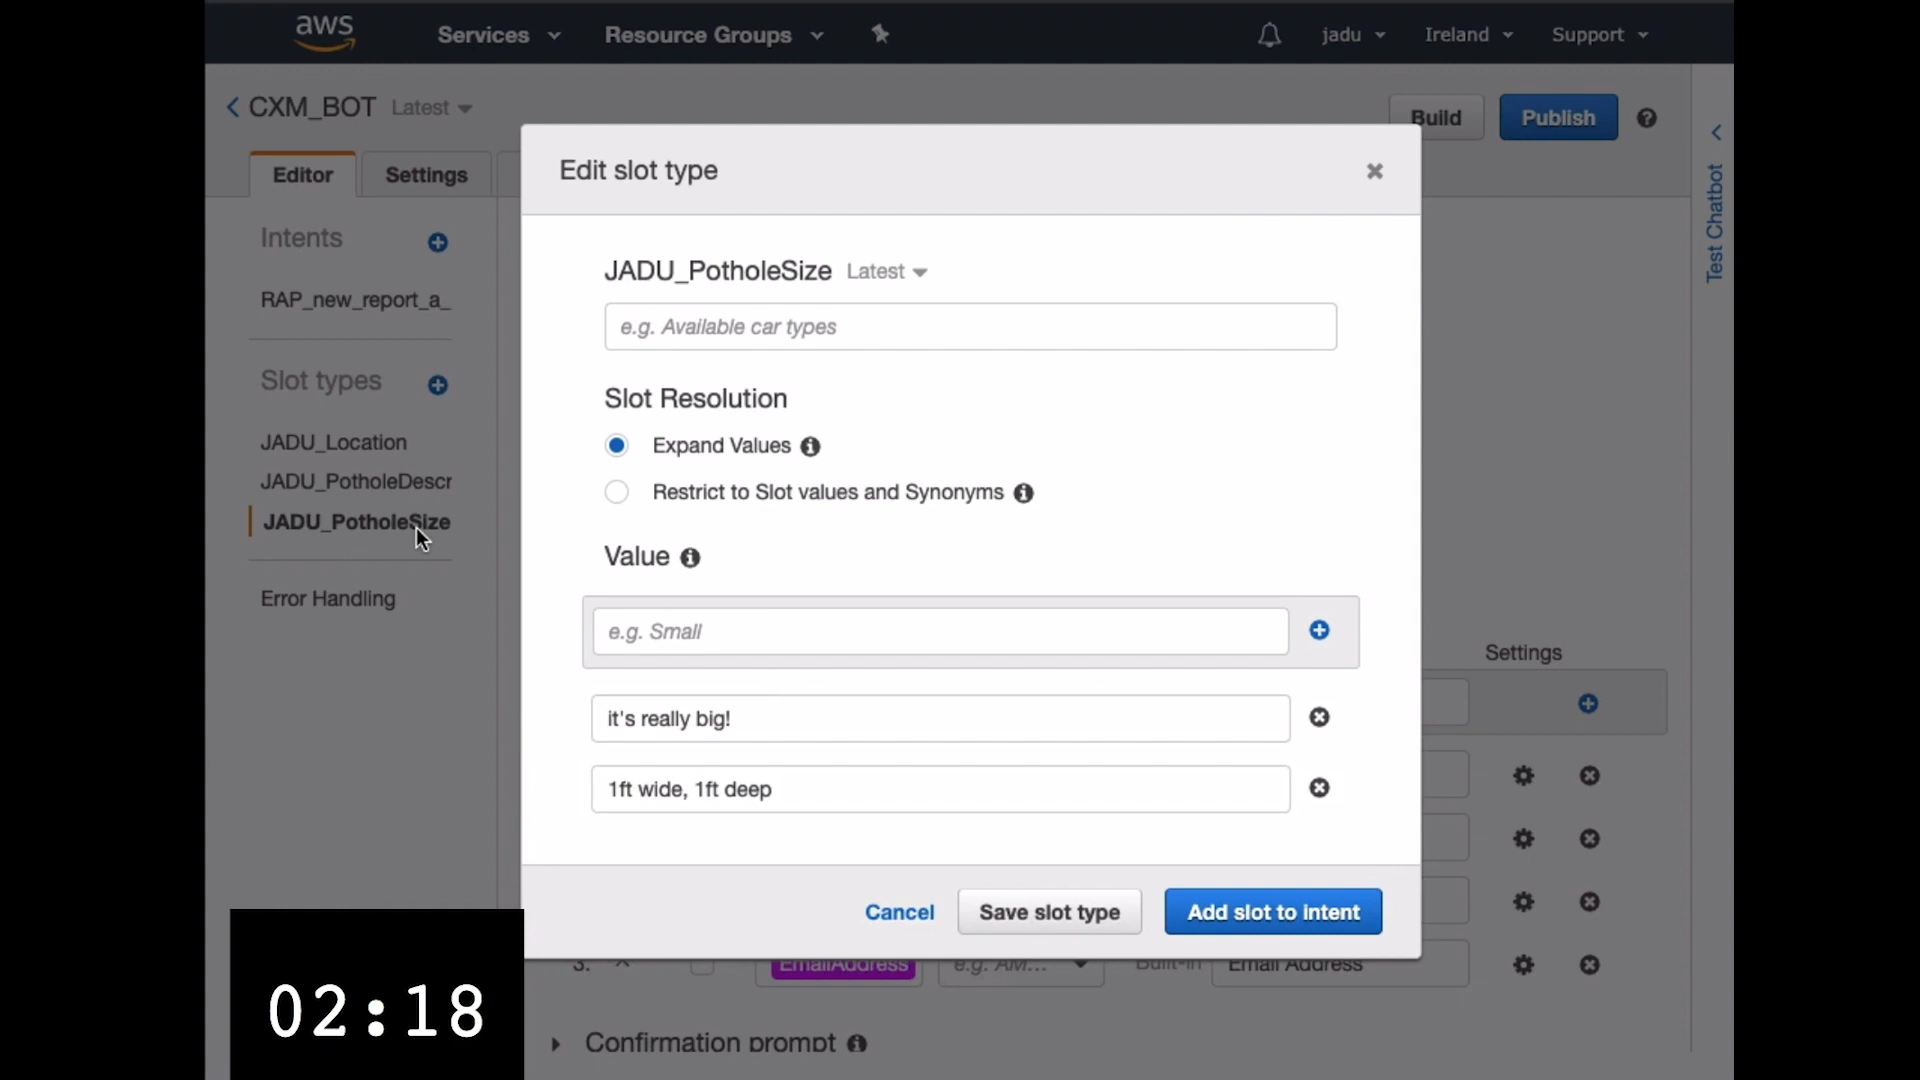 aws Services Resource Groups jadu Ireland Support
CXM_BOT Latest
Build Publish ?
Editor Settings
Test Chatbot
Intents
RAP_new_report_a_
Slot types
JADU_Location
JADU_PotholeDescr
JADU_PotholeSize
Error Handling
Edit slot type
JADU_PotholeSize Latest
e.g. Available car types
Slot Resolution
Expand Values
Restrict to Slot values and Synonyms
Value
e.g. Small
it's really big!
1ft wide, 1ft deep
Cancel Save slot type Add slot to intent
Settings
3. EmailAddress e.g. AM... Built-in Email Address
Confirmation prompt
02:18